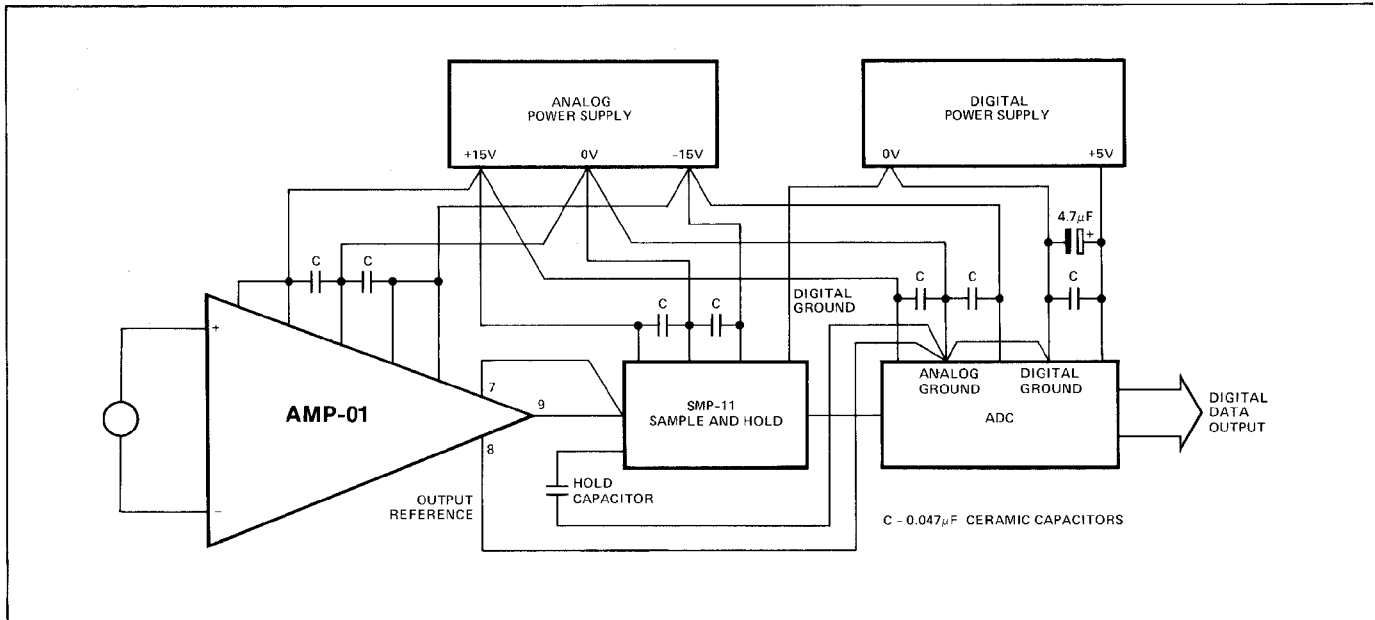 ANALOG
POWER SUPPLY
+15V 0V -15V
DIGITAL
POWER SUPPLY
0V +5V
4.7µF
+
C C
C C
C C
C
DIGITAL
GROUND
+
−
AMP-01
7
9
8
OUTPUT
REFERENCE
HOLD
CAPACITOR
SMP-11
SAMPLE AND HOLD
ANALOG
GROUND
DIGITAL
GROUND
ADC
DIGITAL
DATA
OUTPUT
C – 0.047µF CERAMIC CAPACITORS